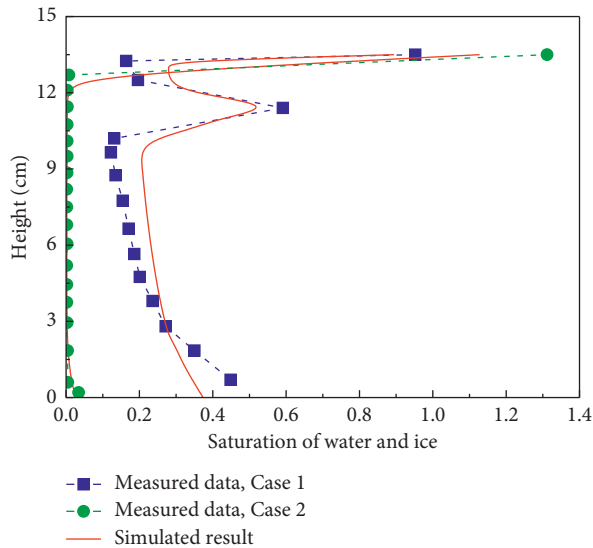 15
12
9
6
3
0
Height (cm)
0.0 0.2 0.4 0.6 0.8 1.0 1.2 1.4
Saturation of water and ice
Measured data, Case 1
Measured data, Case 2
Simulated result